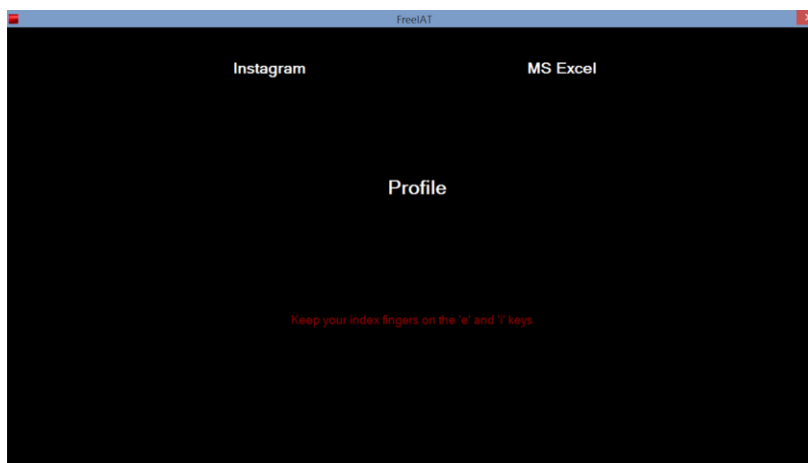 FreeIAT
Instagram MS Excel
Profile
Keep your index fingers on the 'e' and 'i' keys